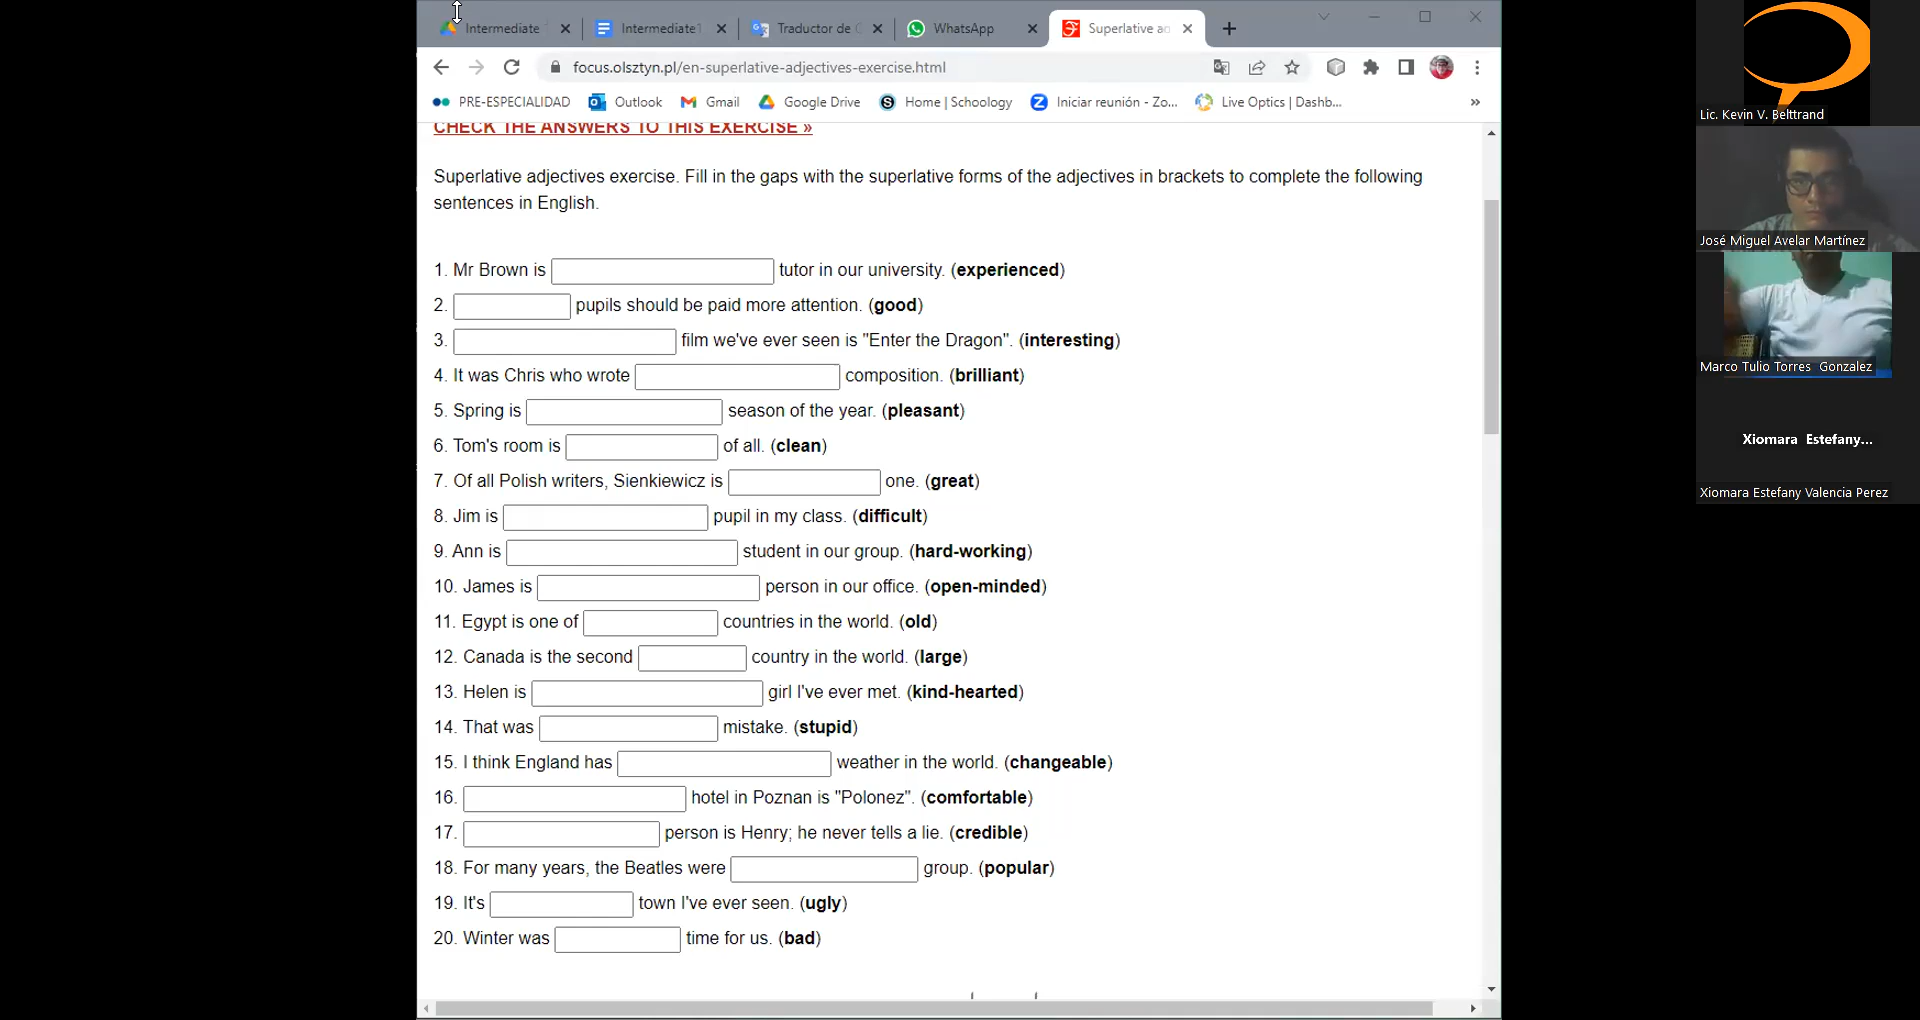 Intermediate
Intermediate1
Traductor de G
WhatsApp
Superlative ad
focus.olsztyn.pl/en-superlative-adjectives-exercise.html
PRE-ESPECIALIDAD
Outlook
Gmail
Google Drive
Home | Schoology
Iniciar reunión - Zo...
Live Optics | Dashb...
»
CHECK THE ANSWERS TO THIS EXERCISE »
Superlative adjectives exercise. Fill in the gaps with the superlative forms of the adjectives in brackets to complete the following
sentences in English.
1. Mr Brown is tutor in our university. (experienced)
2. pupils should be paid more attention. (good)
3. film we've ever seen is "Enter the Dragon". (interesting)
4. It was Chris who wrote composition. (brilliant)
5. Spring is season of the year. (pleasant)
6. Tom's room is of all. (clean)
7. Of all Polish writers, Sienkiewicz is one. (great)
8. Jim is pupil in my class. (difficult)
9. Ann is student in our group. (hard-working)
10. James is person in our office. (open-minded)
11. Egypt is one of countries in the world. (old)
12. Canada is the second country in the world. (large)
13. Helen is girl I've ever met. (kind-hearted)
14. That was mistake. (stupid)
15. I think England has weather in the world. (changeable)
16. hotel in Poznan is "Polonez". (comfortable)
17. person is Henry; he never tells a lie. (credible)
18. For many years, the Beatles were group. (popular)
19. It's town I've ever seen. (ugly)
20. Winter was time for us. (bad)
Lic. Kevin V. Belttrand
José Miguel Avelar Martínez
Marco Tulio Torres Gonzalez
Xiomara Estefany...
Xiomara Estefany Valencia Perez